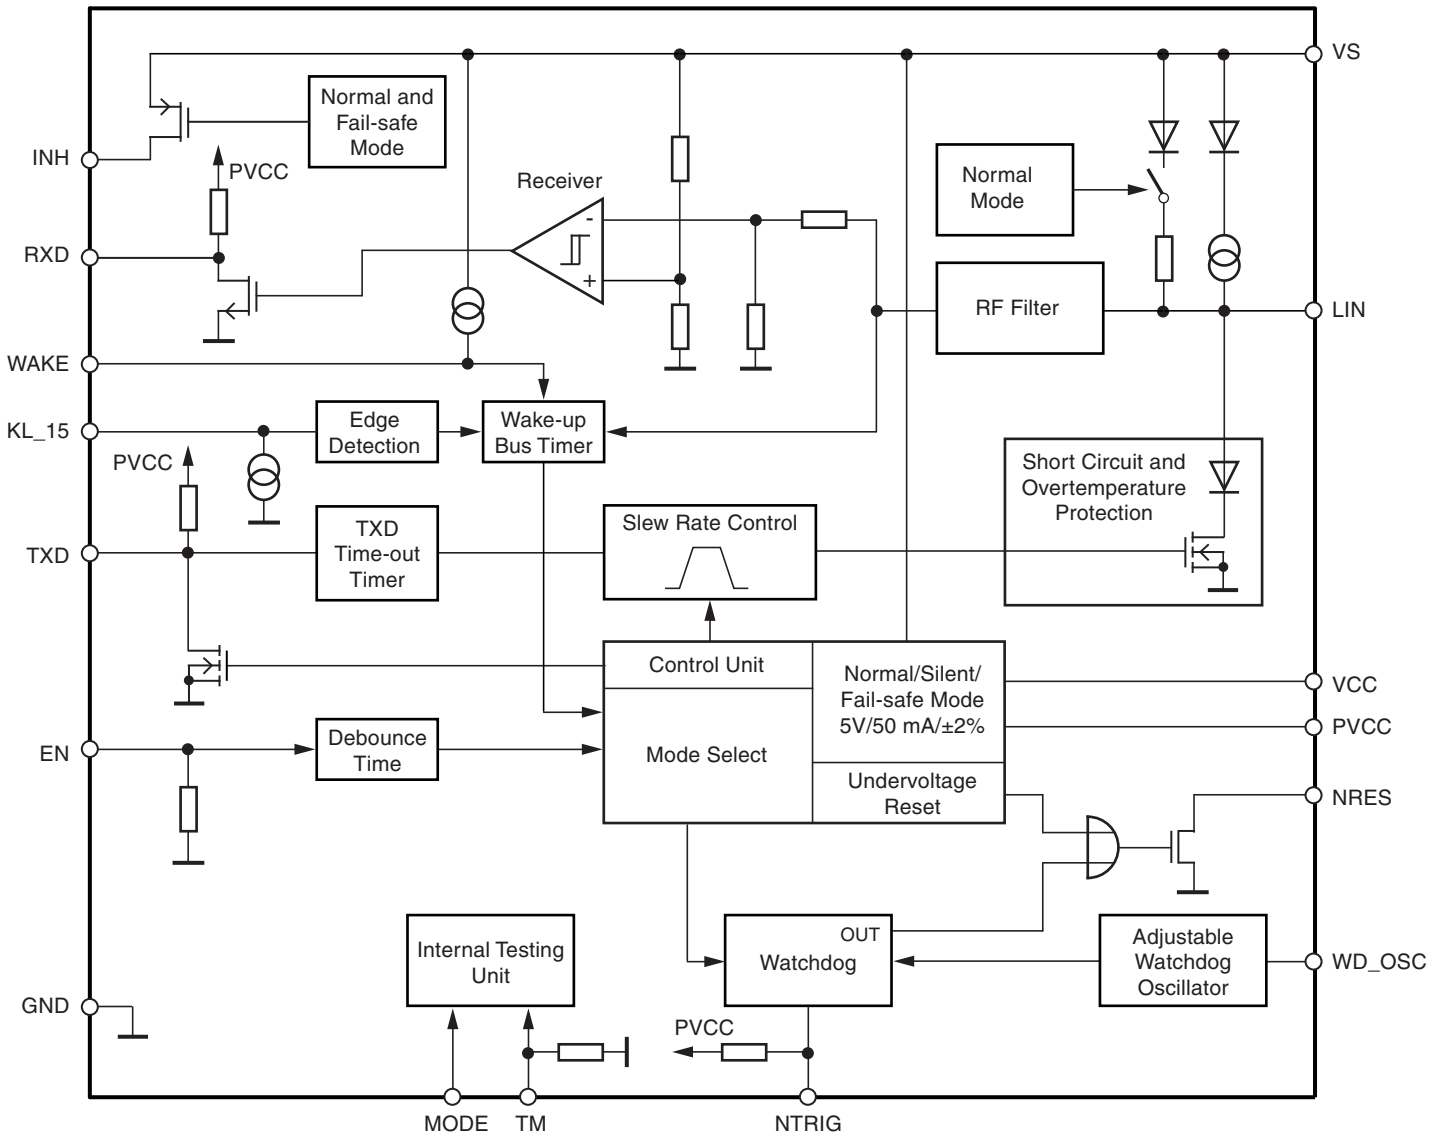 VS
Normal and
Fail-safe
Mode
INH
PVCC
Receiver
Normal
Mode
-
RXD
+
RF Filter
LIN
WAKE
KL_15
Edge
Detection
Wake-up
Bus Timer
PVCC
Short Circuit and
Overtemperature
Protection
TXD
TXD
Time-out
Timer
Slew Rate Control
Control Unit
Normal/Silent/
Fail-safe Mode
5V/50 mA/±2%
VCC
PVCC
EN
Debounce
Time
Mode Select
Undervoltage
Reset
NRES
Internal Testing
Unit
OUT
Watchdog
Adjustable
Watchdog
Oscillator
WD_OSC
GND
PVCC
MODE
TM
NTRIG